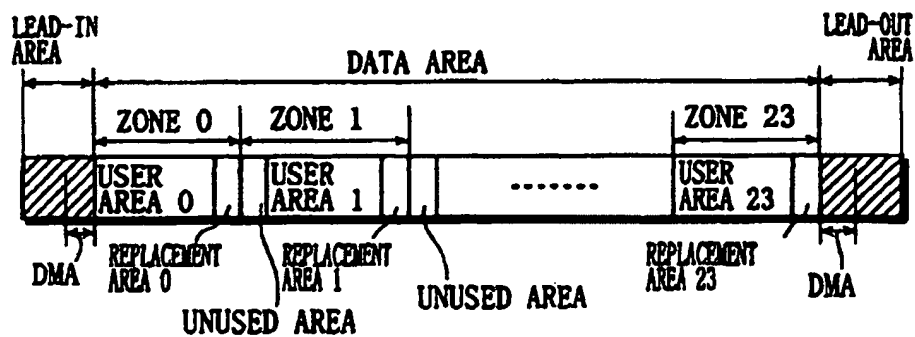 LEAD-IN
AREA
LEAD-OUT
AREA
DATA AREA
ZONE 0
ZONE 1
ZONE 23
USER
AREA 0
USER
AREA 1
········
USER
AREA 23
DMA
REPLACEMENT
AREA 0
REPLACEMENT
AREA 1
REPLACEMENT
AREA 23
DMA
UNUSED AREA
UNUSED AREA